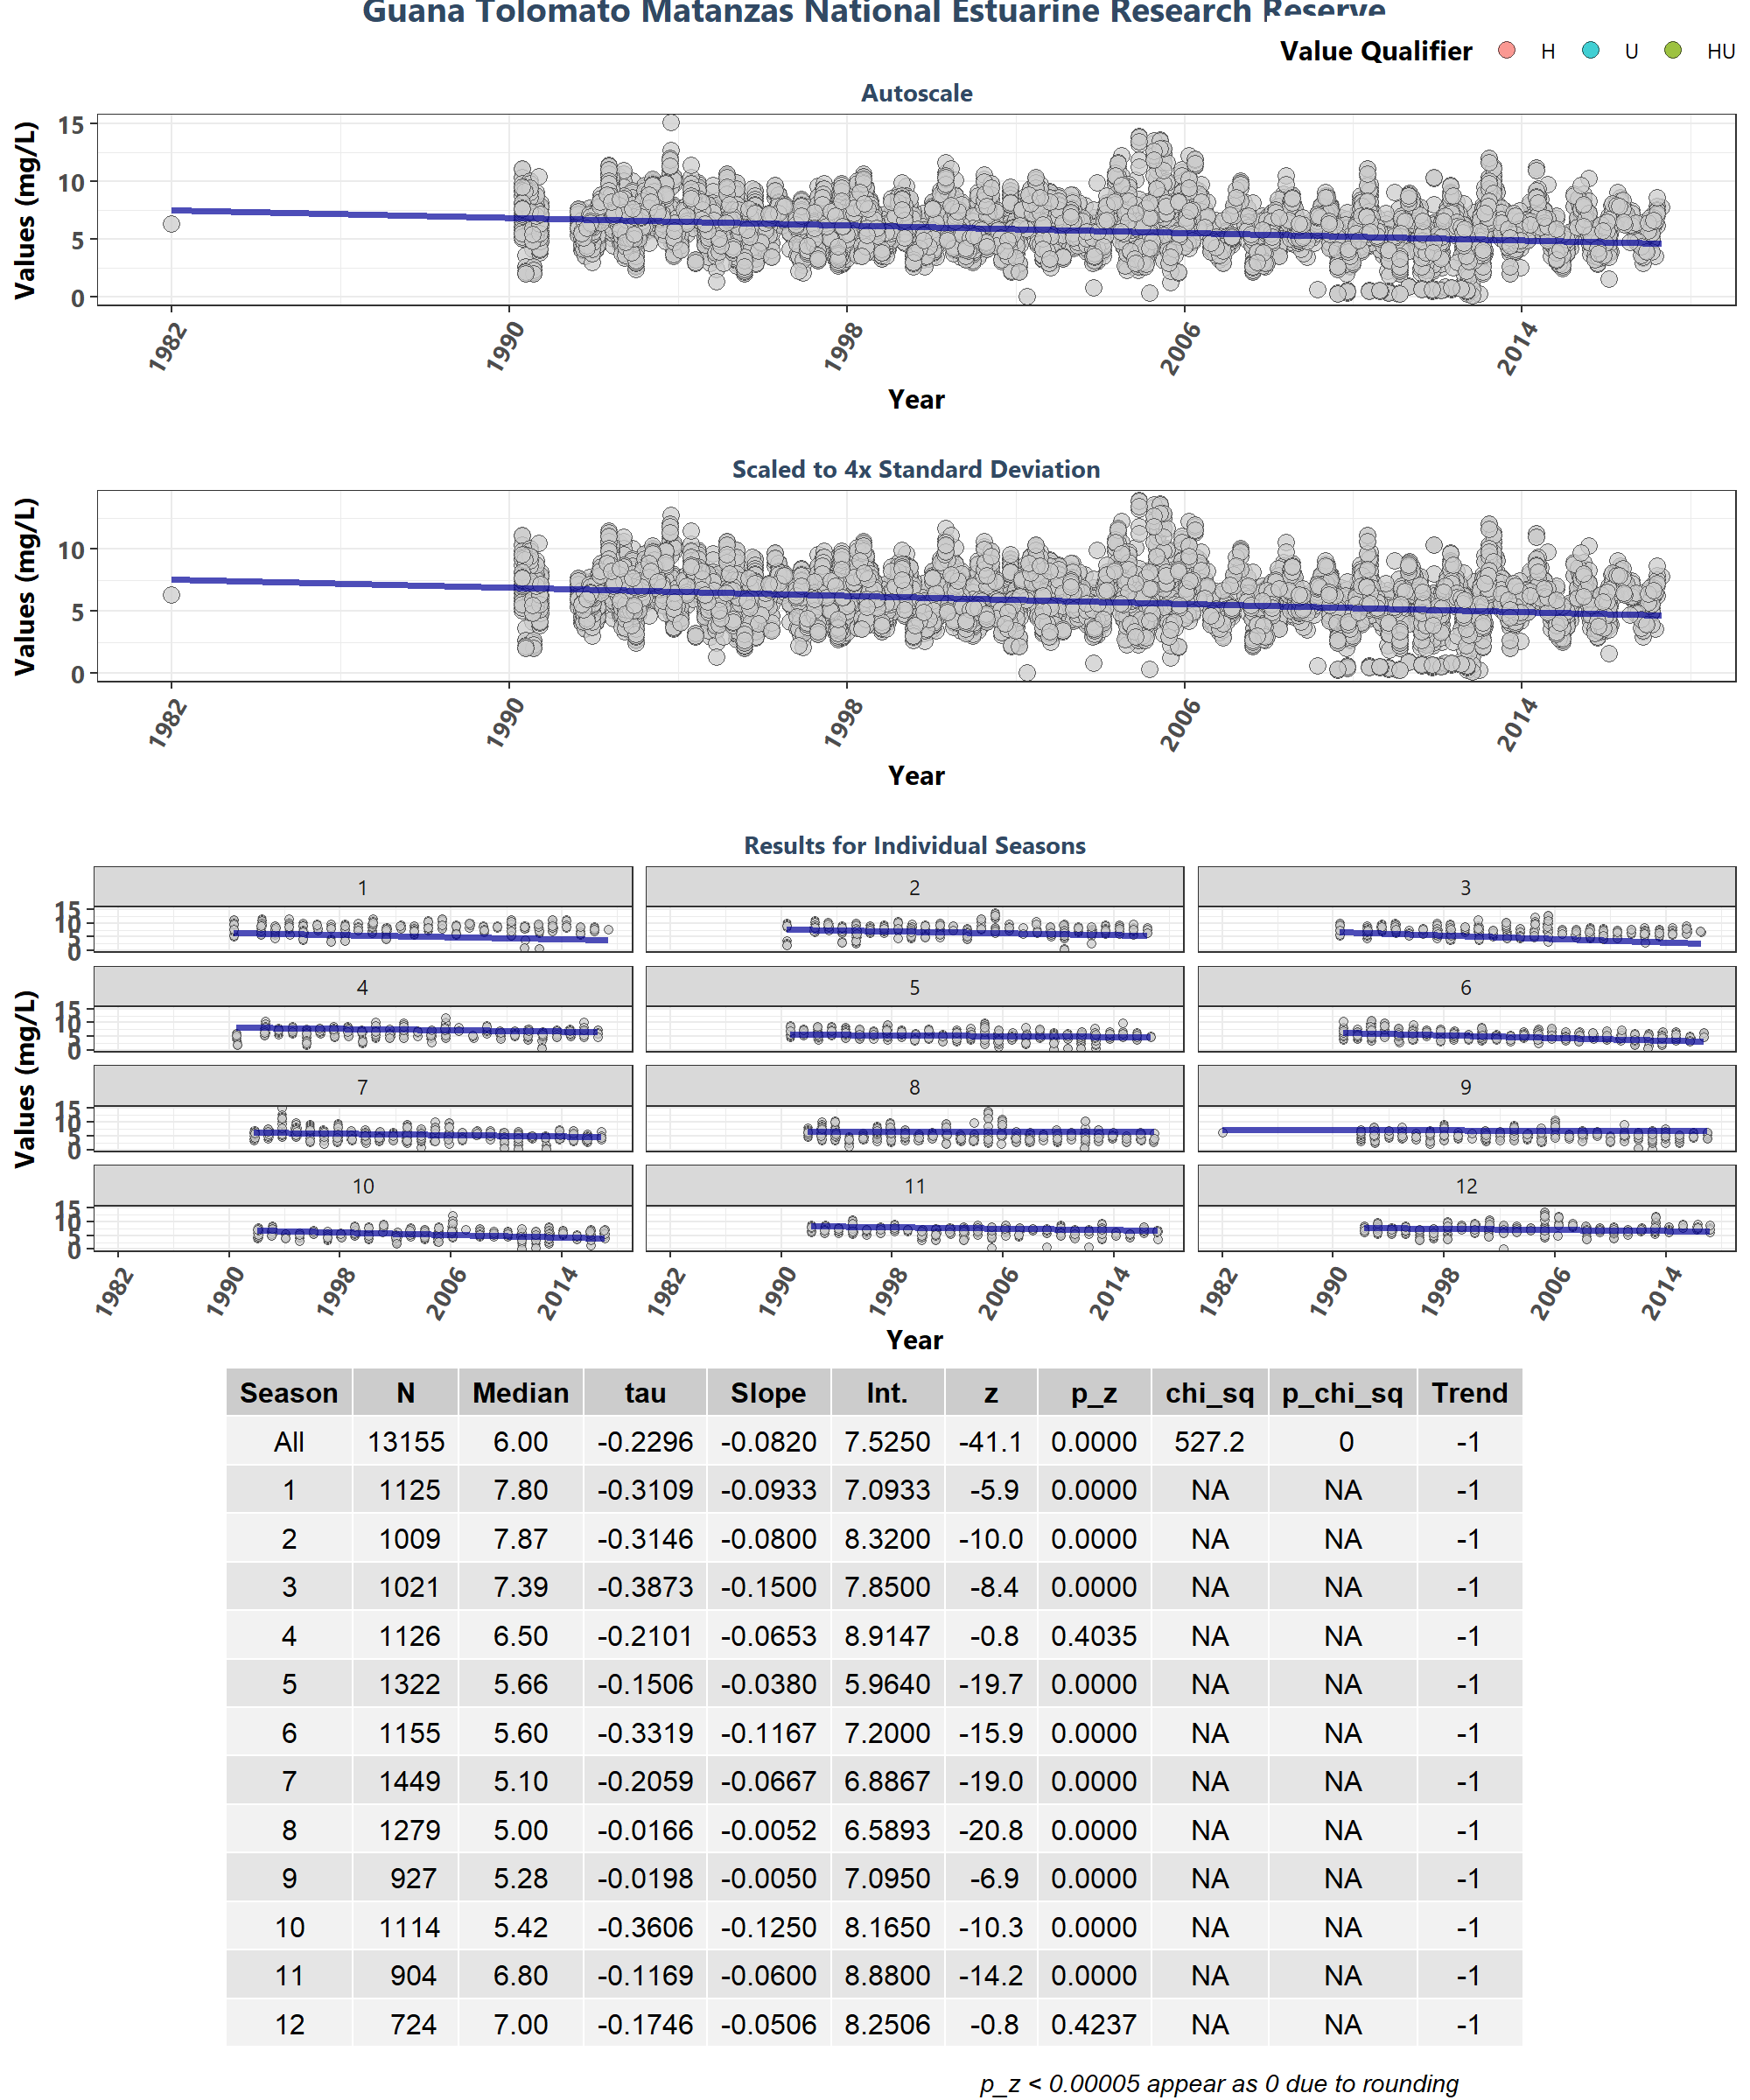 Guana Tolomato Matanzas National Estuarine Research Reserve
Value Qualifier H U HU
Autoscale
Values (mg/L)
15
10
5
0
1982 1990 1998 2006 2014
Year
Scaled to 4x Standard Deviation
Values (mg/L)
10
5
0
1982 1990 1998 2006 2014
Year
Results for Individual Seasons
Values (mg/L)
1 2 3
15
10
5
0
4 5 6
15
10
5
0
7 8 9
15
10
5
0
10 11 12
15
10
5
0
1982 1990 1998 2006 2014 1982 1990 1998 2006 2014 1982 1990 1998 2006 2014
Year
Season N Median tau Slope Int. z p_z chi_sq p_chi_sq Trend
All 13155 6.00 -0.2296 -0.0820 7.5250 -41.1 0.0000 527.2 0 -1
1 1125 7.80 -0.3109 -0.0933 7.0933 -5.9 0.0000 NA NA -1
2 1009 7.87 -0.3146 -0.0800 8.3200 -10.0 0.0000 NA NA -1
3 1021 7.39 -0.3873 -0.1500 7.8500 -8.4 0.0000 NA NA -1
4 1126 6.50 -0.2101 -0.0653 8.9147 -0.8 0.4035 NA NA -1
5 1322 5.66 -0.1506 -0.0380 5.9640 -19.7 0.0000 NA NA -1
6 1155 5.60 -0.3319 -0.1167 7.2000 -15.9 0.0000 NA NA -1
7 1449 5.10 -0.2059 -0.0667 6.8867 -19.0 0.0000 NA NA -1
8 1279 5.00 -0.0166 -0.0052 6.5893 -20.8 0.0000 NA NA -1
9 927 5.28 -0.0198 -0.0050 7.0950 -6.9 0.0000 NA NA -1
10 1114 5.42 -0.3606 -0.1250 8.1650 -10.3 0.0000 NA NA -1
11 904 6.80 -0.1169 -0.0600 8.8800 -14.2 0.0000 NA NA -1
12 724 7.00 -0.1746 -0.0506 8.2506 -0.8 0.4237 NA NA -1
p_z < 0.00005 appear as 0 due to rounding